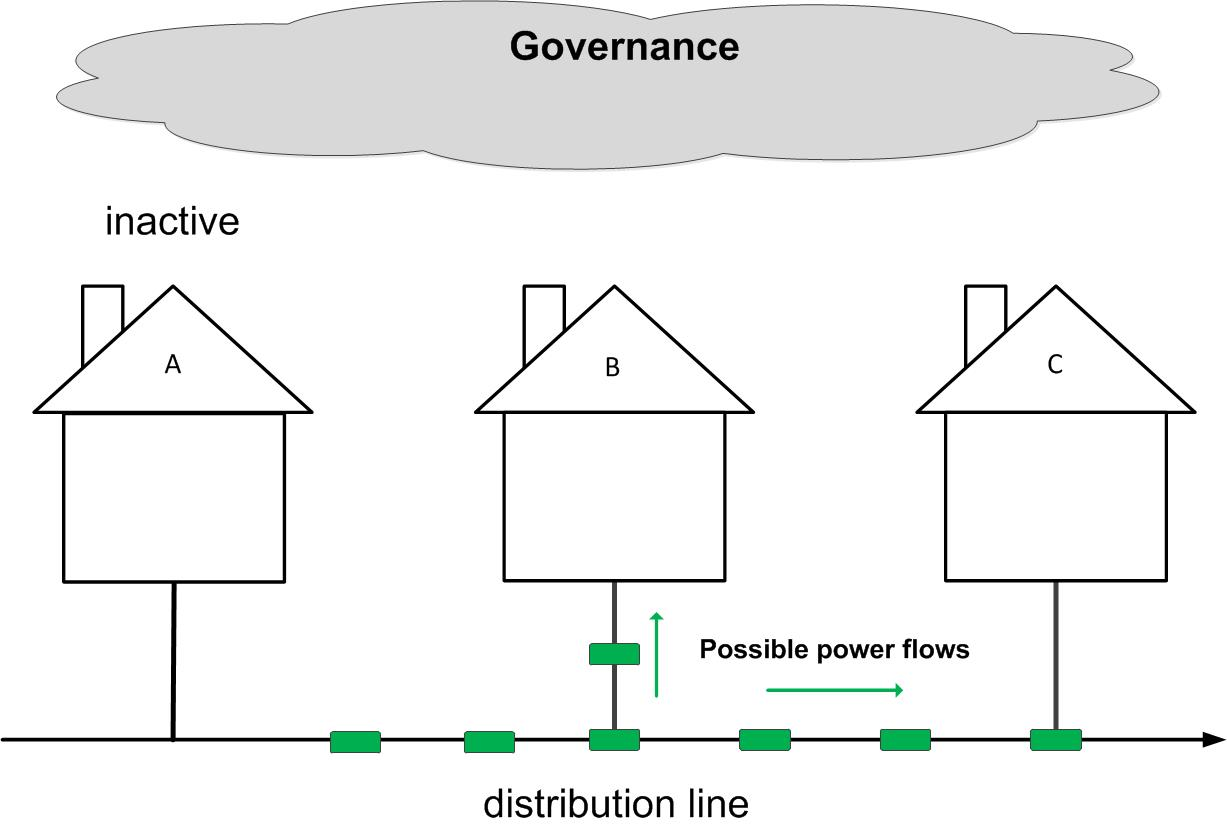 Governance
inactive
A
B
C
Possible power flows
distribution line